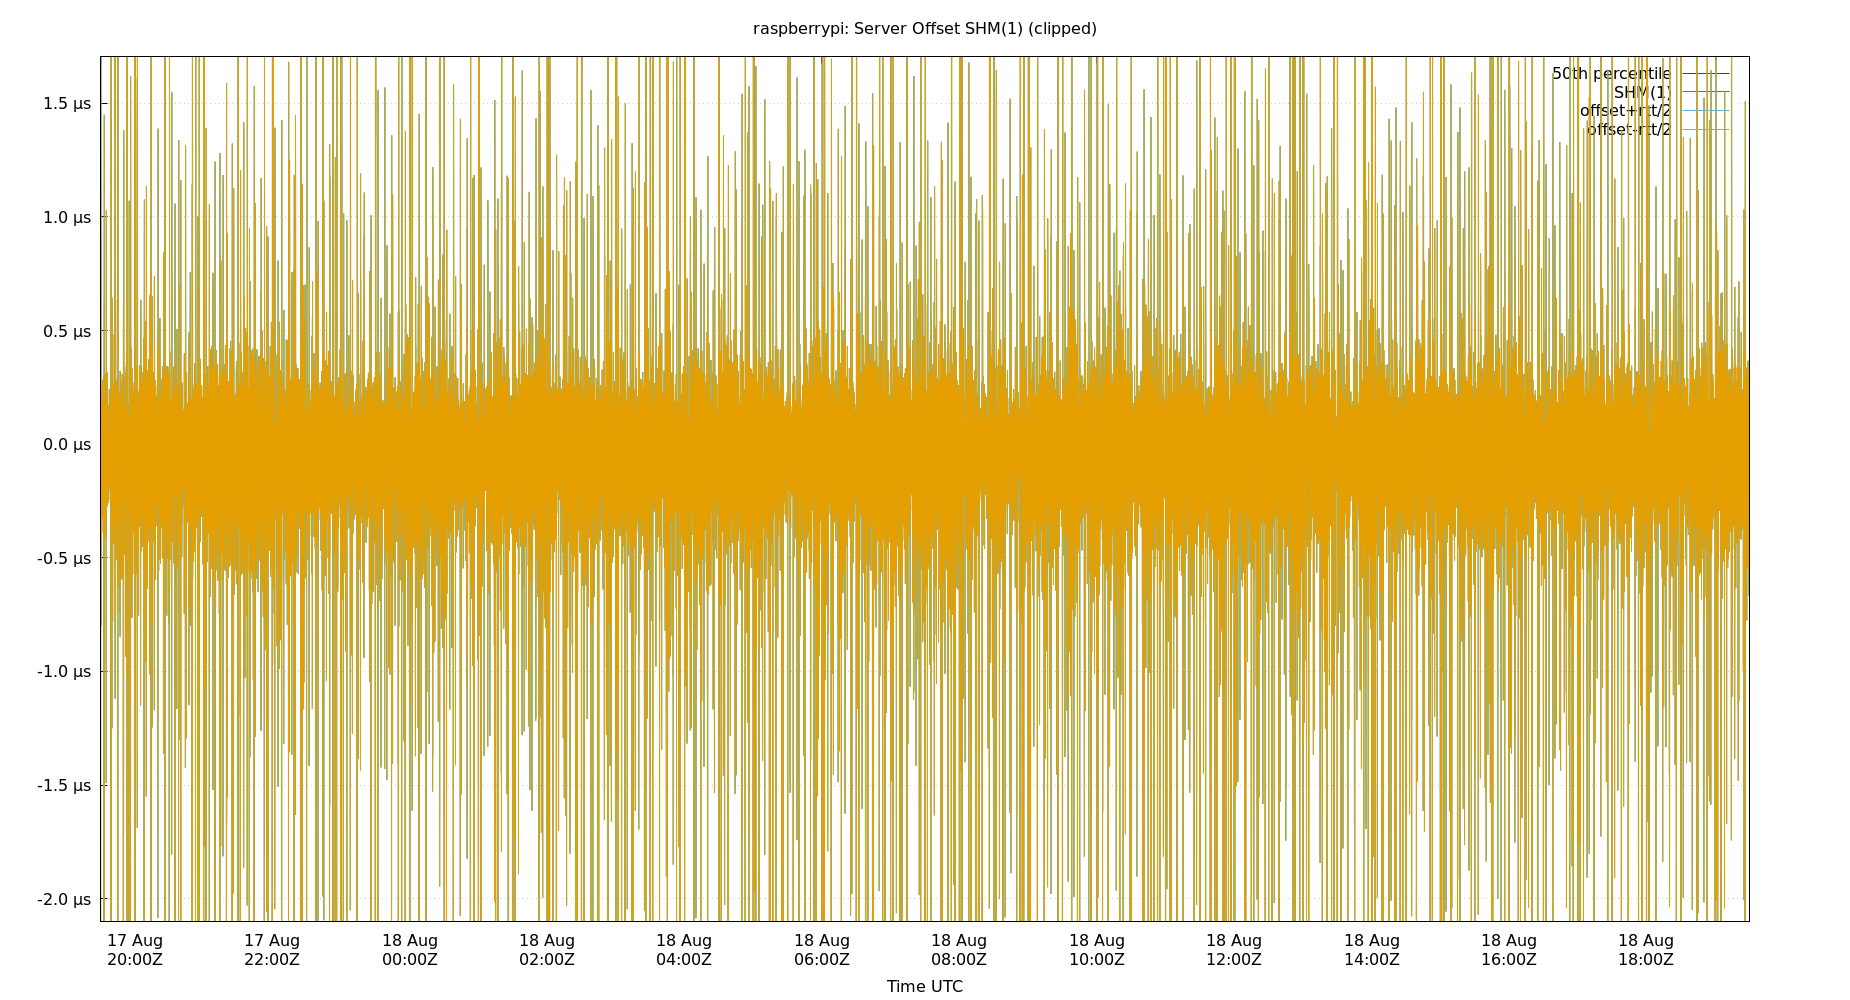 raspberrypi: Server Offset SHM(1) (clipped)
50th percentile
SHM(1)
offset+rtt/2
offset-rtt/2
1.5 μs
1.0 μs
0.5 μs
0.0 μs
-0.5 μs
-1.0 μs
-1.5 μs
-2.0 μs
17 Aug 17 Aug 18 Aug 18 Aug 18 Aug 18 Aug 18 Aug 18 Aug 18 Aug 18 Aug 18 Aug 18 Aug
20:00Z 22:00Z 00:00Z 02:00Z 04:00Z 06:00Z 08:00Z 10:00Z 12:00Z 14:00Z 16:00Z 18:00Z
Time UTC